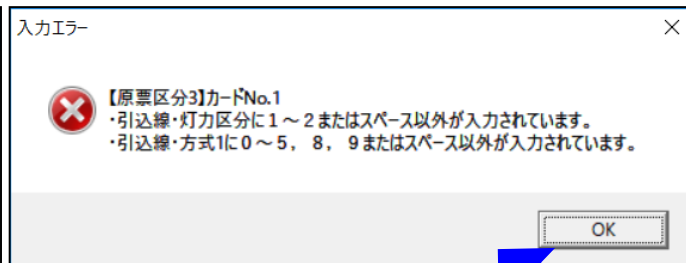 入力エラー
【原票区分3】カードNo.1
・引込線・灯力区分に１～２またはスペース以外が入力されています。
・引込線・方式1に０～５，８，９またはスペース以外が入力されています。
OK